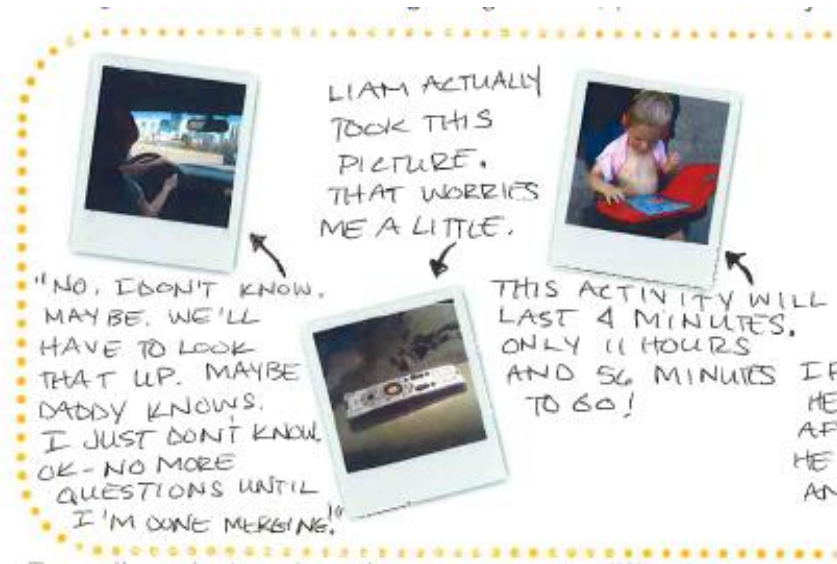 "NO. I DON'T KNOW.
MAYBE. WE'LL
HAVE TO LOOK
THAT UP. MAYBE
DADDY KNOWS.
I JUST DON'T KNOW.
OK - NO MORE
QUESTIONS UNTIL
I'M DONE MERGING!"
LIAM ACTUALLY
TOOK THIS
PICTURE.
THAT WORRIES
ME A LITTLE.
THIS ACTIVITY WILL
LAST 4 MINUTES.
ONLY 11 HOURS
AND 56 MINUTES
TO GO!
HE
HE